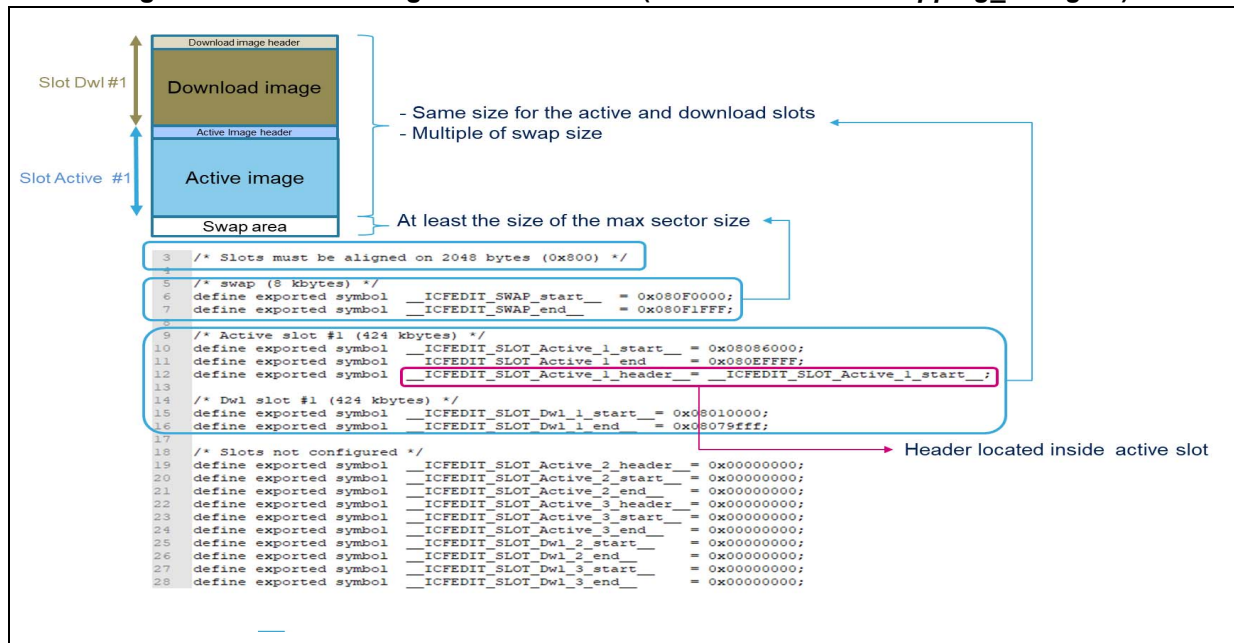 Download image header
Slot Dwl #1
Download image
- Same size for the active and download slots
- Multiple of swap size
Active Image header
Slot Active #1
Active image
At least the size of the max sector size
Swap area
3 /* Slots must be aligned on 2048 bytes (0x800) */
4
5 /* swap (8 kbytes) */
6 define exported symbol __ICFEDIT_SWAP_start__ = 0x080F0000;
7 define exported symbol __ICFEDIT_SWAP_end__ = 0x080F1FFF;
8
9 /* Active slot #1 (424 kbytes) */
10 define exported symbol __ICFEDIT_SLOT_Active_1_start__ = 0x08086000;
11 define exported symbol __ICFEDIT_SLOT_Active_1_end__ = 0x080EFFFF;
12 define exported symbol __ICFEDIT_SLOT_Active_1_header__= __ICFEDIT_SLOT_Active_1_start__;
13
14 /* Dwl slot #1 (424 kbytes) */
15 define exported symbol __ICFEDIT_SLOT_Dwl_1_start__= 0x08010000;
16 define exported symbol __ICFEDIT_SLOT_Dwl_1_end__ = 0x08079fff;
17
Header located inside active slot
18 /* Slots not configured */
19 define exported symbol __ICFEDIT_SLOT_Active_2_header__= 0x00000000;
20 define exported symbol __ICFEDIT_SLOT_Active_2_start__ = 0x00000000;
21 define exported symbol __ICFEDIT_SLOT_Active_2_end__ = 0x00000000;
22 define exported symbol __ICFEDIT_SLOT_Active_3_header__= 0x00000000;
23 define exported symbol __ICFEDIT_SLOT_Active_3_start__ = 0x00000000;
24 define exported symbol __ICFEDIT_SLOT_Active_3_end__ = 0x00000000;
25 define exported symbol __ICFEDIT_SLOT_Dwl_2_start__ = 0x00000000;
26 define exported symbol __ICFEDIT_SLOT_Dwl_2_end__ = 0x00000000;
27 define exported symbol __ICFEDIT_SLOT_Dwl_3_start__ = 0x00000000;
28 define exported symbol __ICFEDIT_SLOT_Dwl_3_end__ = 0x00000000;